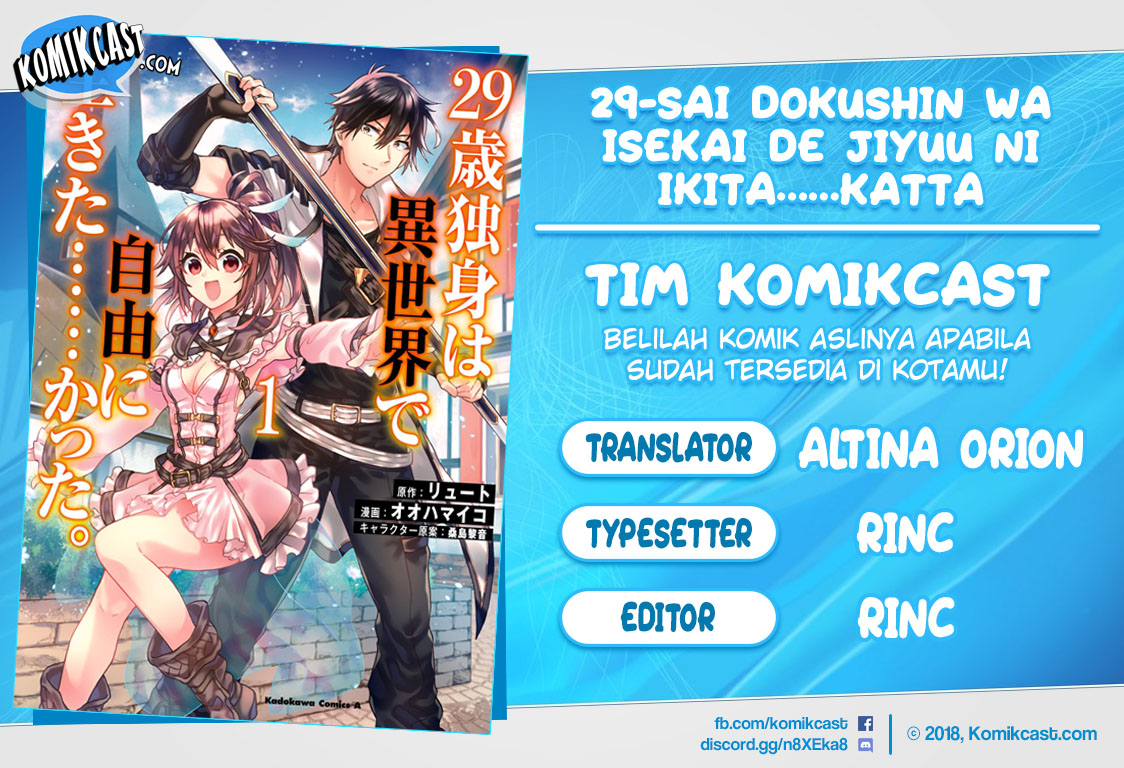 KOMIKCAST
.COM
29歳独身は
異世界で
自由に
きた………かった。
1
原作：リュート
漫画：オオハマイコ
キャラクター原案：桑島黎音
Kadokawa Comics A
29-SAI DOKUSHIN WA
ISEKAI DE JIYUU NI
IKITA......KATTA
TIM KOMIKCAST
BELILAH KOMIK ASLINYA APABILA
SUDAH TERSEDIA DI KOTAMU!
TRANSLATOR ALTINA ORION
TYPESETTER RINC
EDITOR RINC
fb.com/komikcast
discord.gg/n8XEka8
© 2018, Komikcast.com